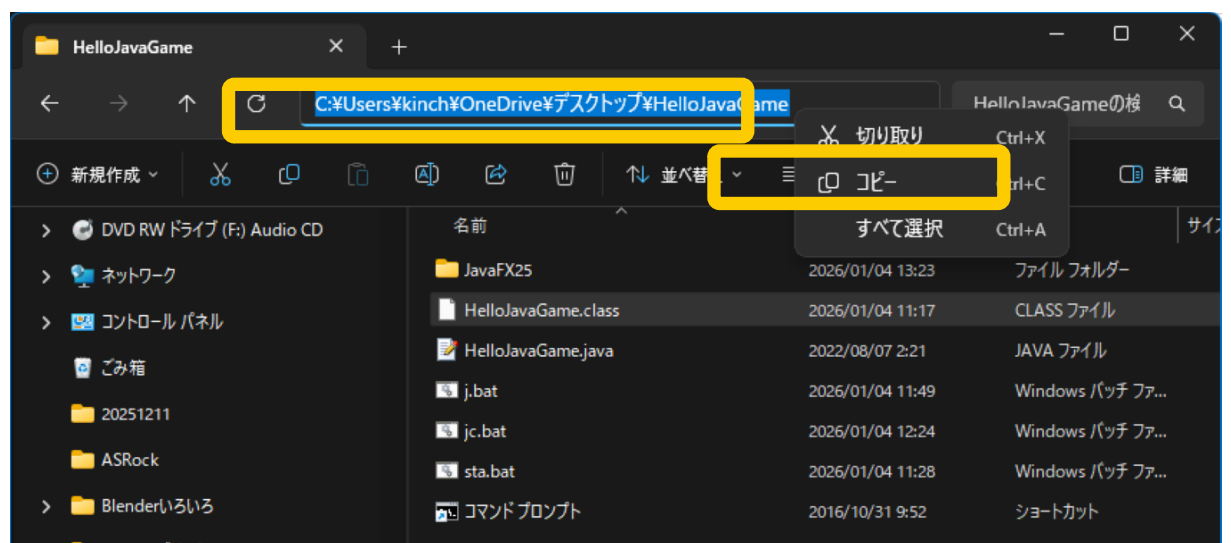 HelloJavaGame
C:¥Users¥kinch¥OneDrive¥デスクトップ¥HelloJavaGame
HelloJavaGameの検
切り取り Ctrl+X
新規作成
並べ替
コピー Ctrl+C
詳細
すべて選択 Ctrl+A
名前
サイズ
DVD RW ドライブ (F:) Audio CD
ネットワーク
コントロール パネル
ごみ箱
20251211
ASRock
Blenderいろいろ
JavaFX25 2026/01/04 13:23 ファイル フォルダー
HelloJavaGame.class 2026/01/04 11:17 CLASS ファイル
HelloJavaGame.java 2022/08/07 2:21 JAVA ファイル
j.bat 2026/01/04 11:49 Windows バッチ ファ...
jc.bat 2026/01/04 12:24 Windows バッチ ファ...
sta.bat 2026/01/04 11:28 Windows バッチ ファ...
コマンド プロンプト 2016/10/31 9:52 ショートカット